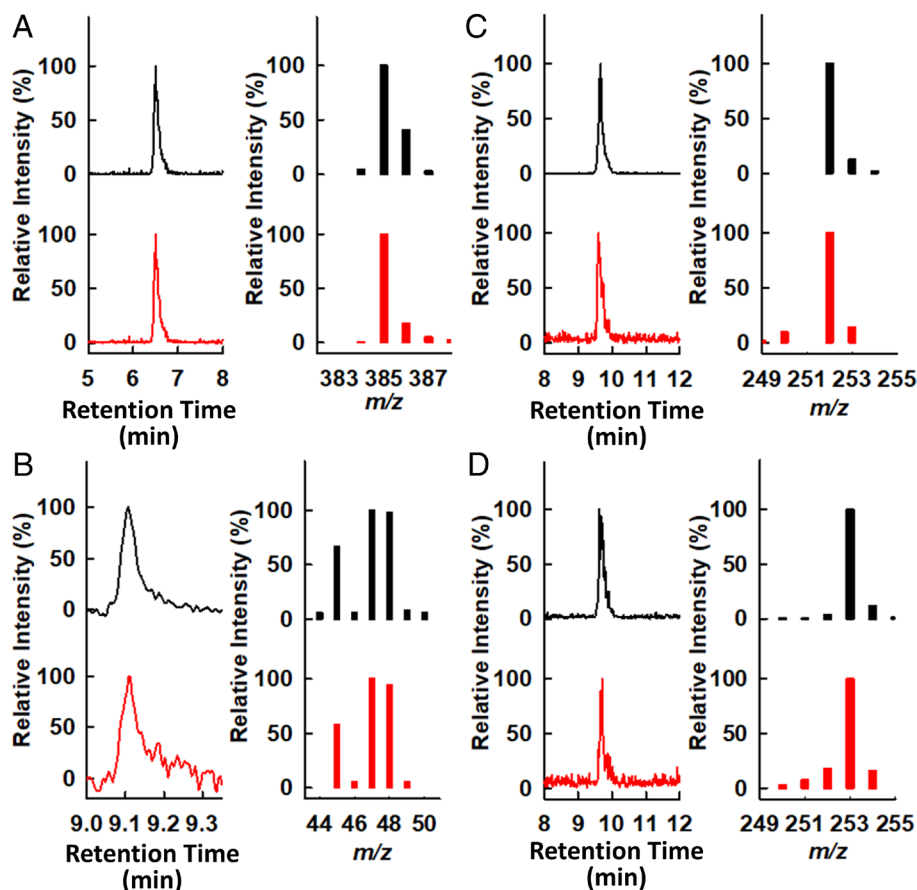 A
Relative Intensity (%)
100
50
0
100
50
0
5 6 7 8
Retention Time
(min)
Relative Intensity (%)
100
50
0
100
50
0
383 385 387
m/z
C
Relative Intensity (%)
100
50
0
100
50
0
8 9 10 11 12
Retention Time
(min)
Relative Intensity (%)
100
50
0
100
50
0
249 251 253 255
m/z
B
Relative Intensity (%)
100
50
0
100
50
0
9.0 9.1 9.2 9.3
Retention Time
(min)
Relative Intensity (%)
100
50
0
100
50
0
44 46 48 50
m/z
D
Relative Intensity (%)
100
50
0
100
50
0
8 9 10 11 12
Retention Time
(min)
Relative Intensity (%)
100
50
0
100
50
0
249 251 253 255
m/z